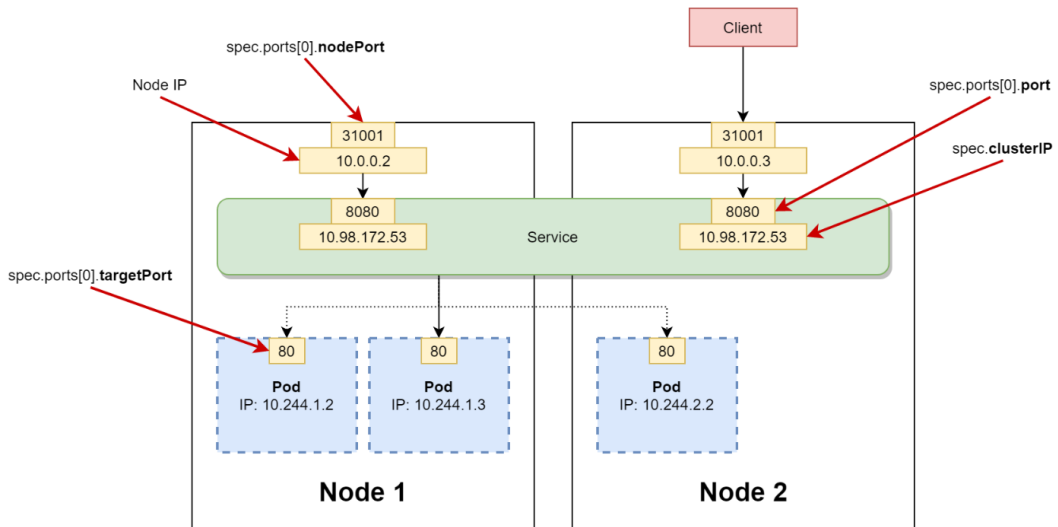 Client
spec.ports[0].nodePort
Node IP
spec.ports[0].port
31001
31001
10.0.0.2
10.0.0.3
spec.clusterIP
8080
8080
10.98.172.53
Service
10.98.172.53
spec.ports[0].targetPort
80
80
80
Pod
IP: 10.244.1.2
Pod
IP: 10.244.1.3
Pod
IP: 10.244.2.2
Node 1
Node 2